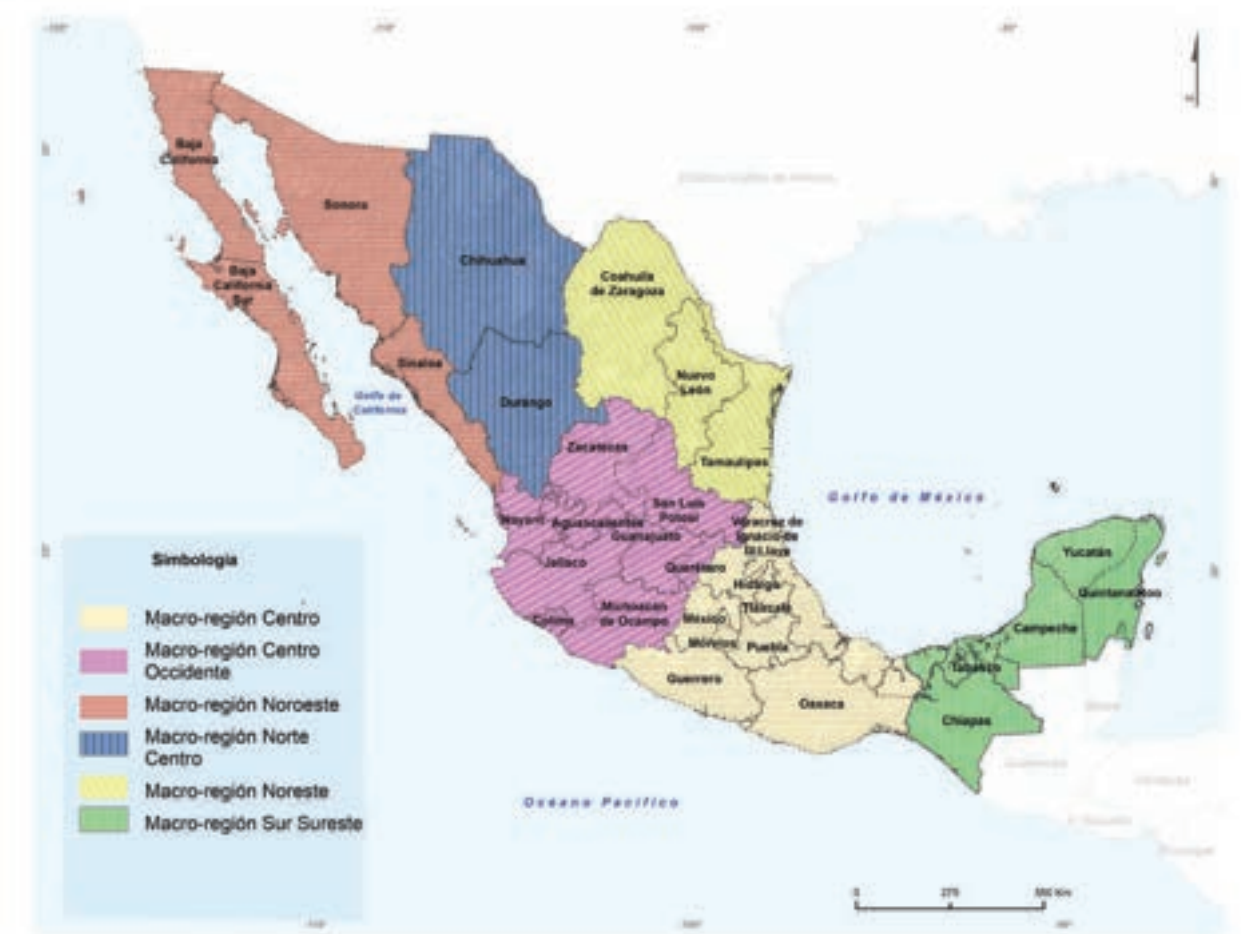 Baja
California
Sonora
Chihuahua
Coahuila
de Zaragoza
Baja
California
Sur
Sinaloa
Nuevo
León
Durango
Golfo de
California
Zacatecas
Tamaulipas
Golfo de México
San Luis
Potosí
Nayarit
Aguascalientes
Guanajuato
Veracruz de
Ignacio de
la Llave
Yucatán
Jalisco
Querétaro
Hidalgo
Quintana Roo
Michoacán
de Ocampo
Colima
México
Tlaxcala
Campeche
Morelos
Puebla
Tabasco
Guerrero
Oaxaca
Chiapas
Océano Pacífico
Simbología
Macro-región Centro
Macro-región Centro
Occidente
Macro-región Noroeste
Macro-región Norte
Centro
Macro-región Noreste
Macro-región Sur Sureste
0
275
550 Km